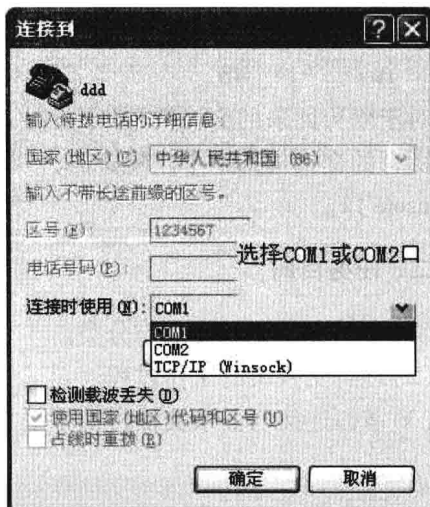 连接到
ddd
输入待拨电话的详细信息:
国家(地区)(C): 中华人民共和国 (86)
输入不带长途前缀的区号。
区号(E): 1234567
电话号码(P):
选择COM1或COM2口
连接时使用(N): COM1
COM1
COM2
TCP/IP (Winsock)
检测载波丢失(D)
使用国家(地区)代码和区号(U)
占线时重拨(R)
确定
取消